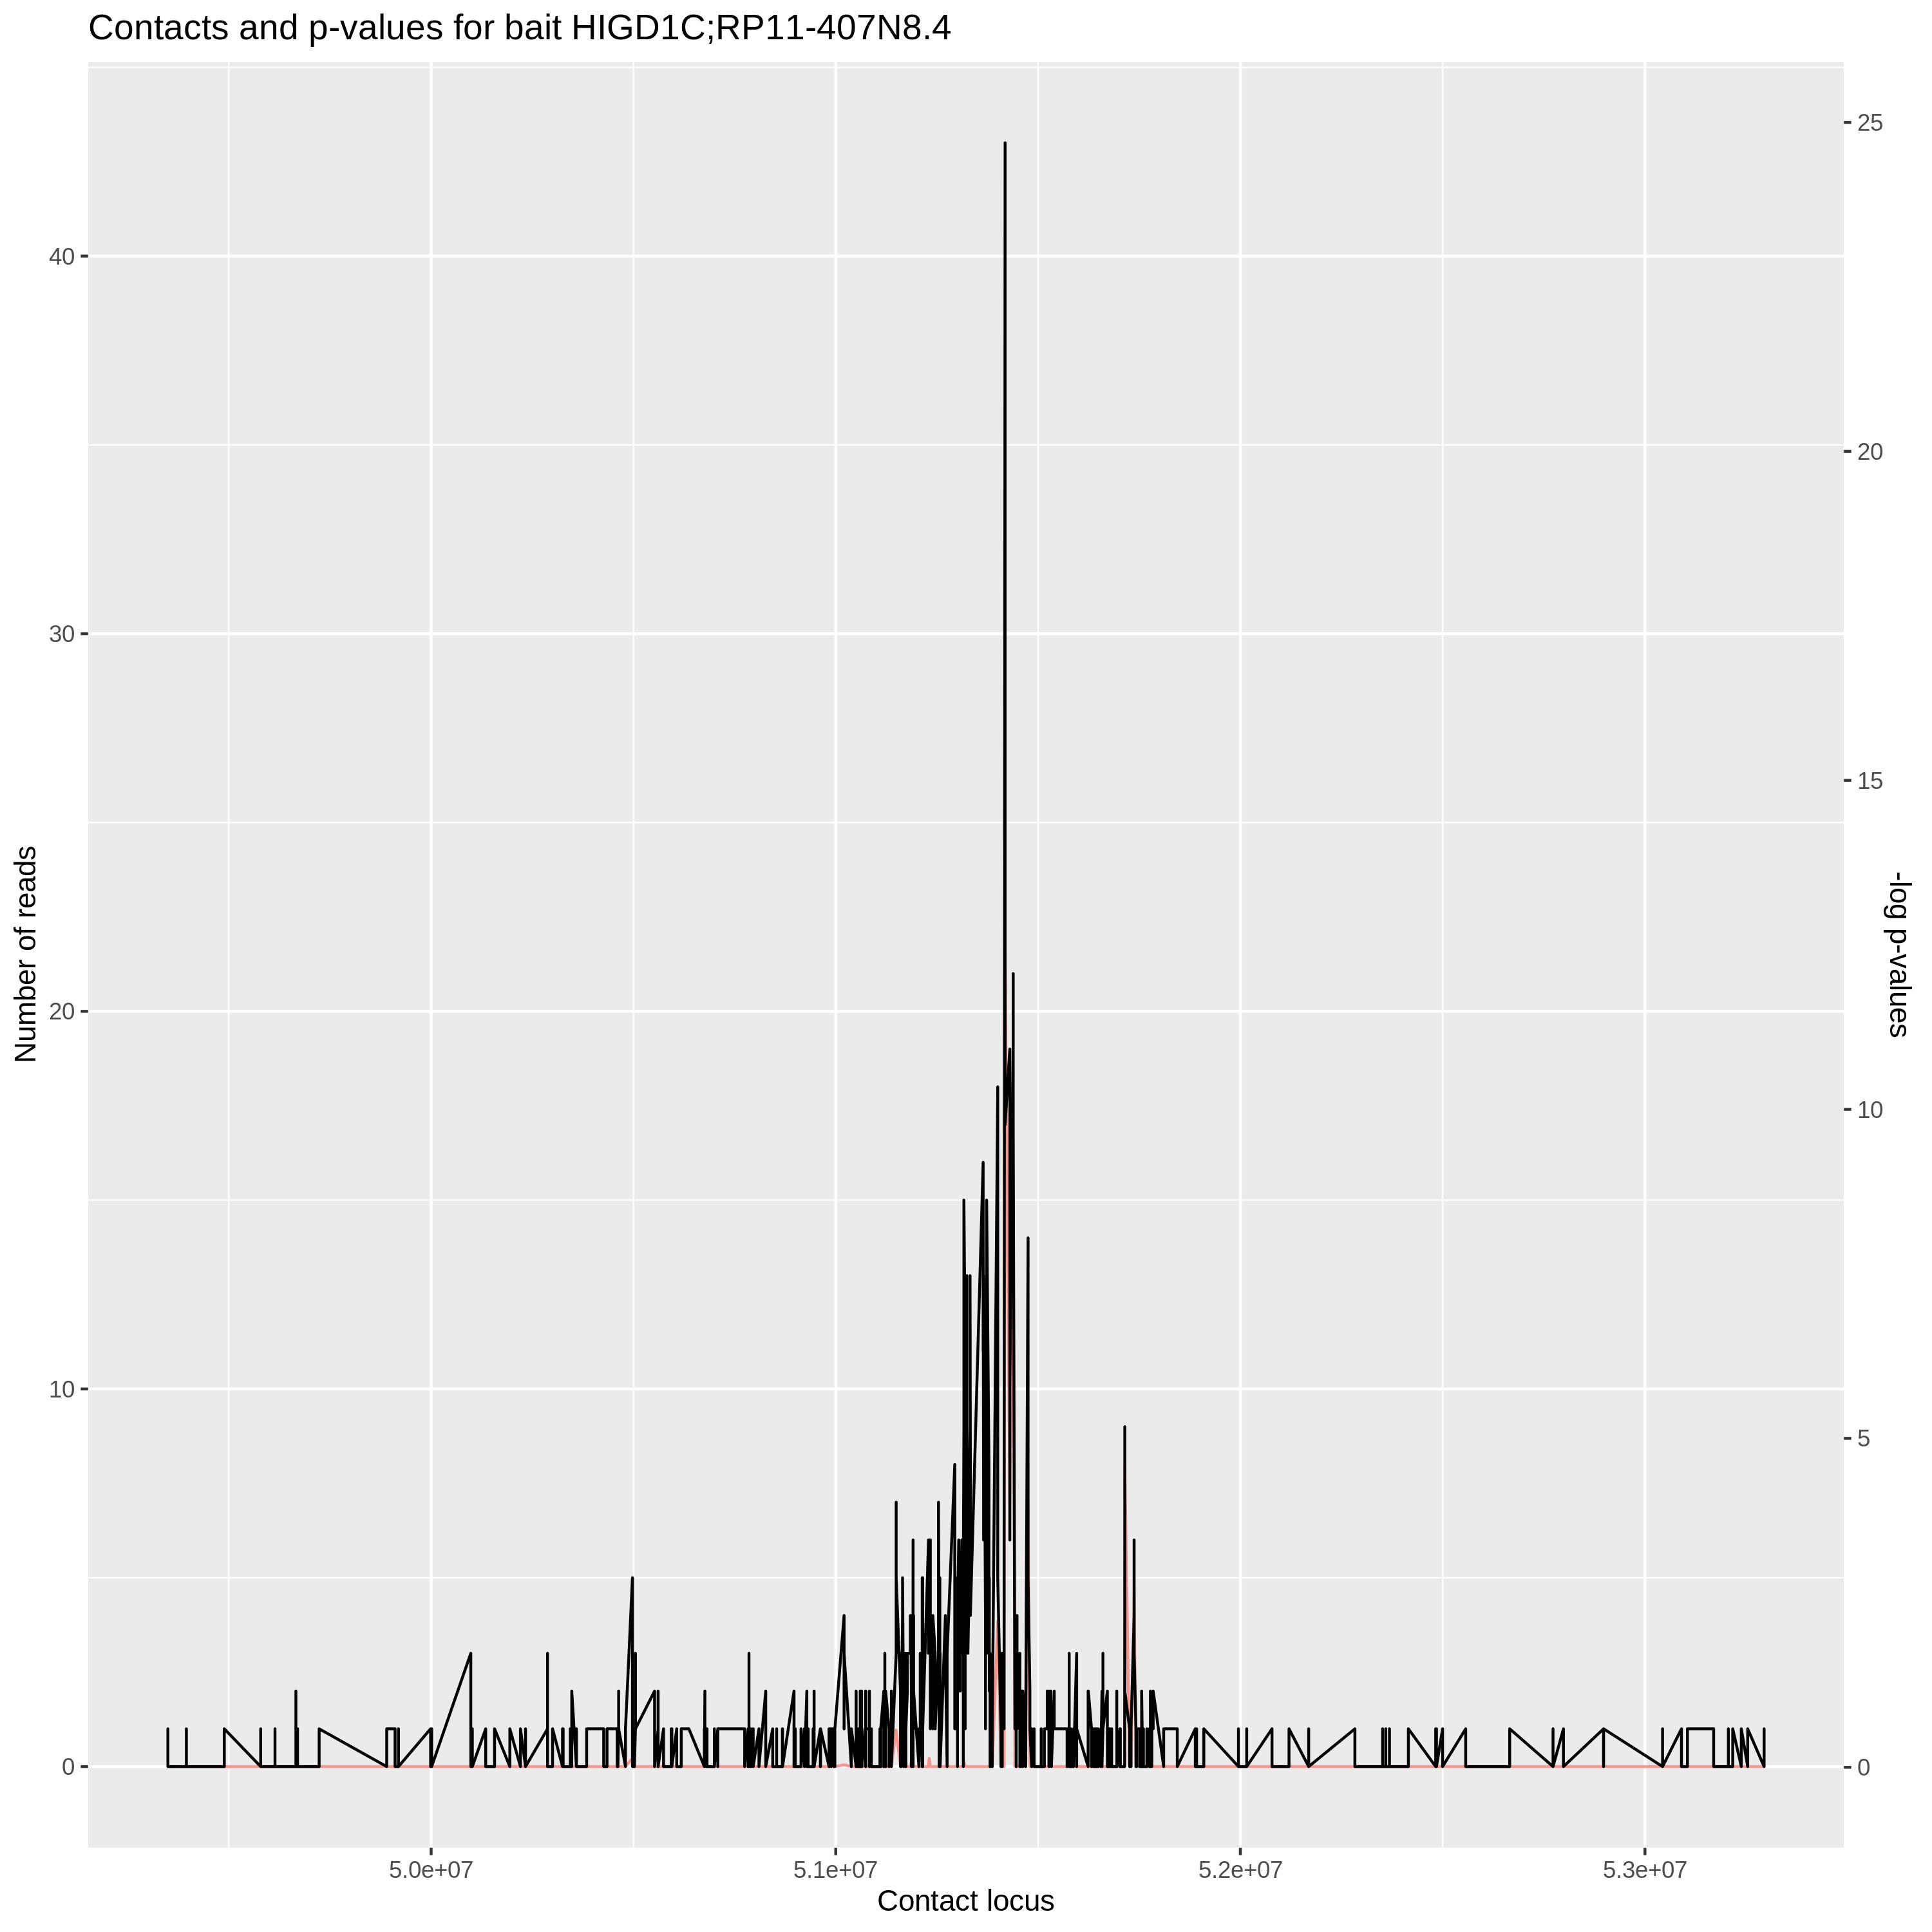 Contacts and p-values for bait HIGD1C;RP11-407N8.4
Number of reads
40
30
20
10
0
25
20
15
10
5
0
-log p-values
5.0e+07
5.1e+07
5.2e+07
5.3e+07
Contact locus